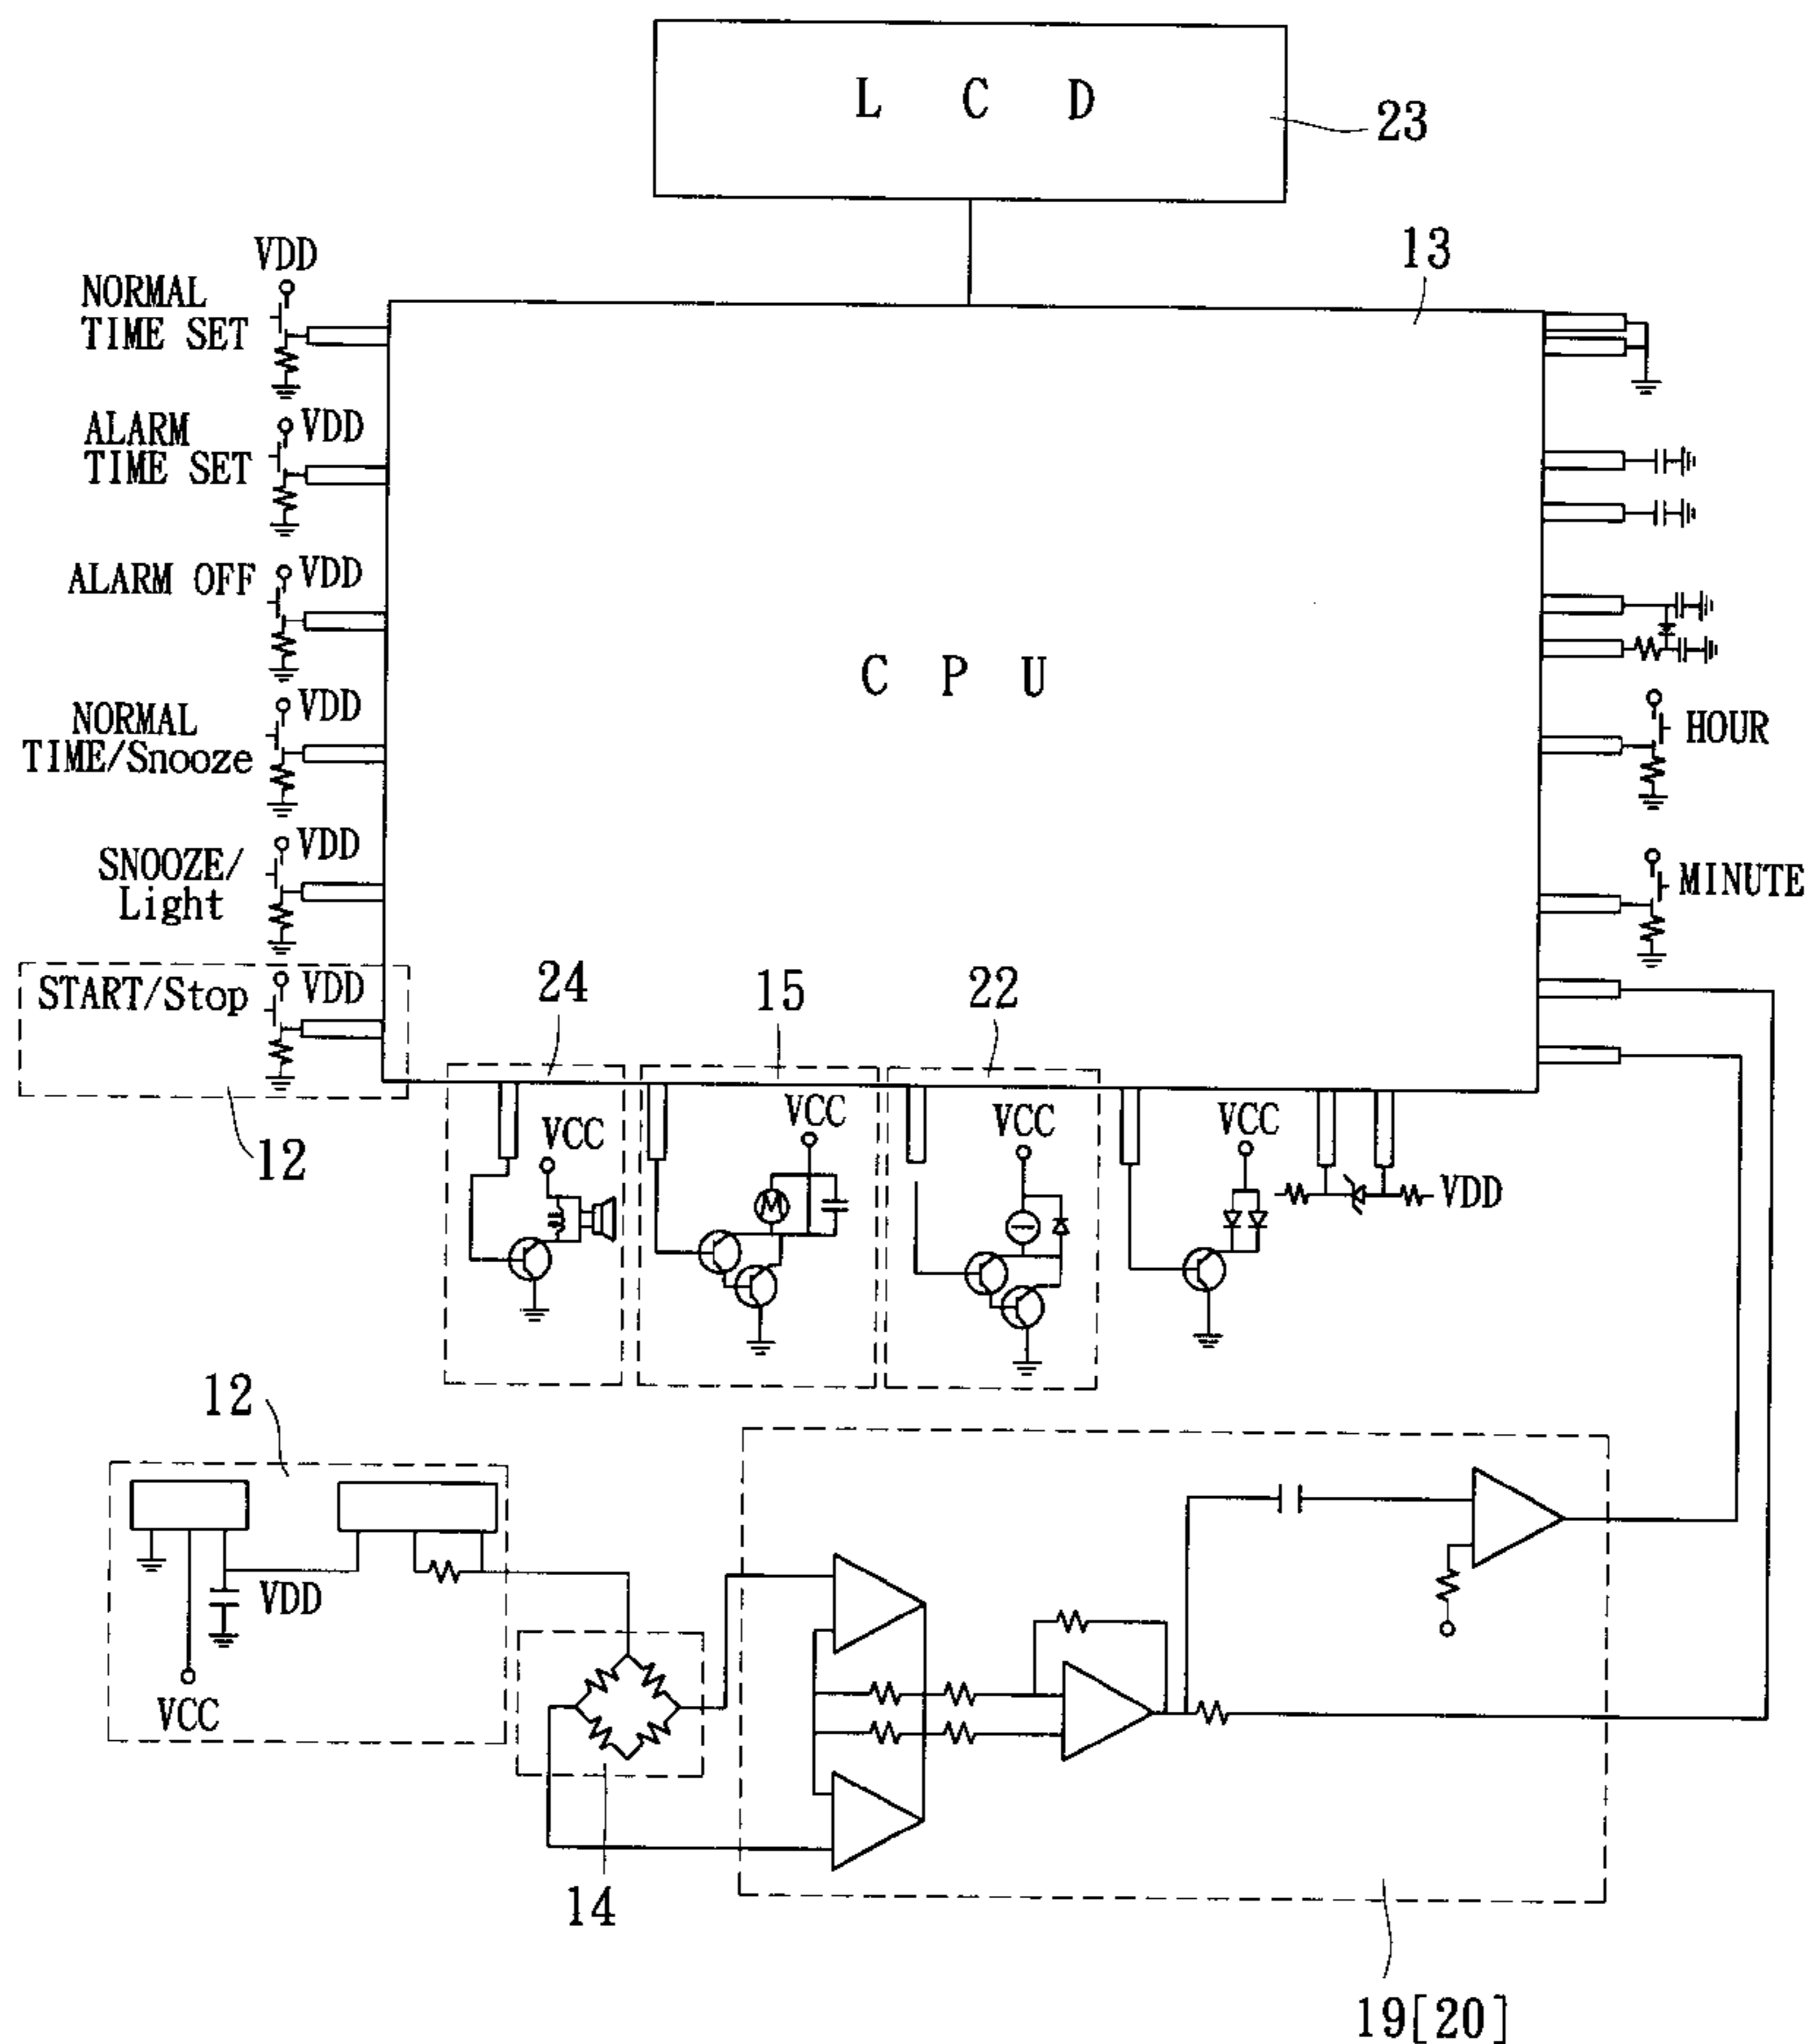 L C D
23
13
VDD
NORMAL
TIME SET
ALARM
TIME SET
VDD
ALARM OFF
VDD
NORMAL
TIME/Snooze
VDD
SNOOZE/
Light
VDD
START/Stop
VDD
12
C P U
HOUR
MINUTE
24
15
22
VCC
VCC
M
VCC
VCC
VDD
12
VDD
VCC
14
19[20]